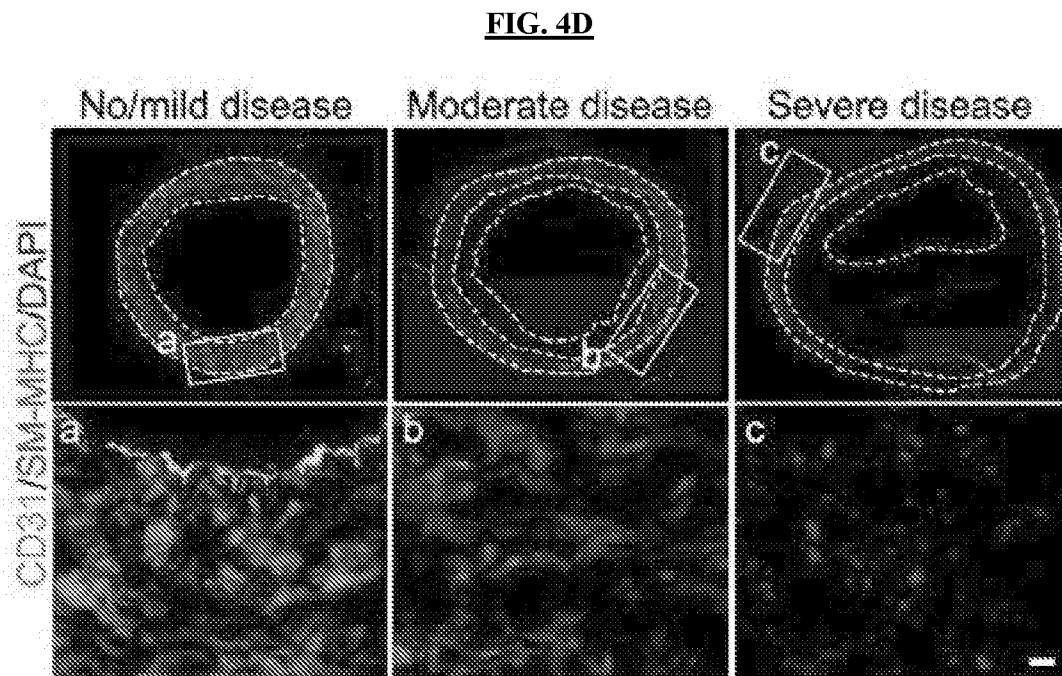 FIG. 4D
No/mild disease
Moderate disease
Severe disease
CD31/SM-MHC/DAPI
a
b
c
a
b
c